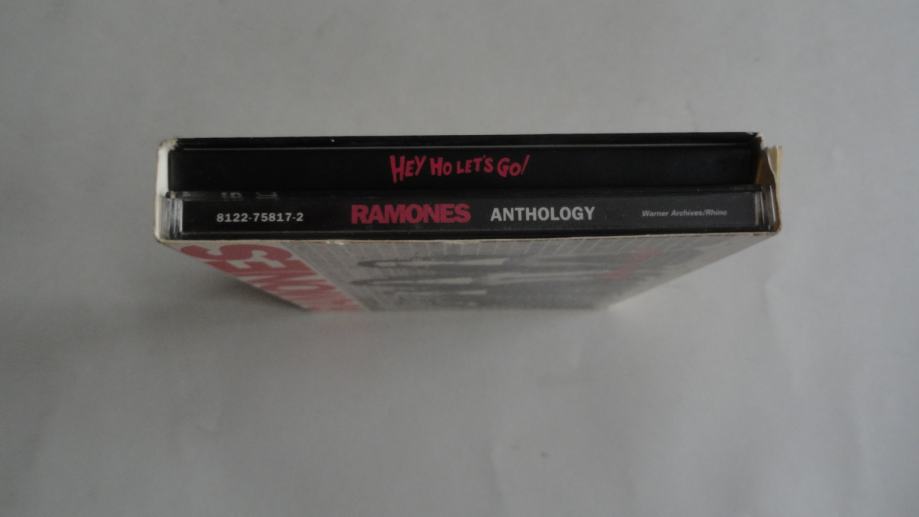 HEY HO LET'S GO!
8122-75817-2 RAMONES ANTHOLOGY Warner Archives/Rhino